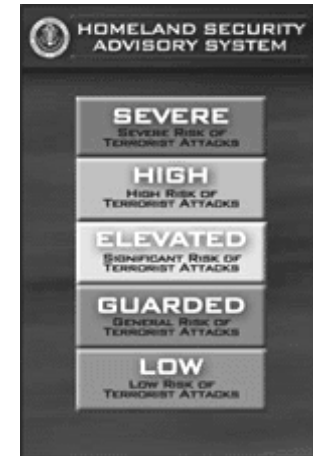 HOMELAND SECURITY
ADVISORY SYSTEM
SEVERE
SEVERE RISK OF
TERRORIST ATTACKS
HIGH
HIGH RISK OF
TERRORIST ATTACKS
ELEVATED
SIGNIFICANT RISK OF
TERRORIST ATTACKS
GUARDED
GENERAL RISK OF
TERRORIST ATTACKS
LOW
LOW RISK OF
TERRORIST ATTACKS